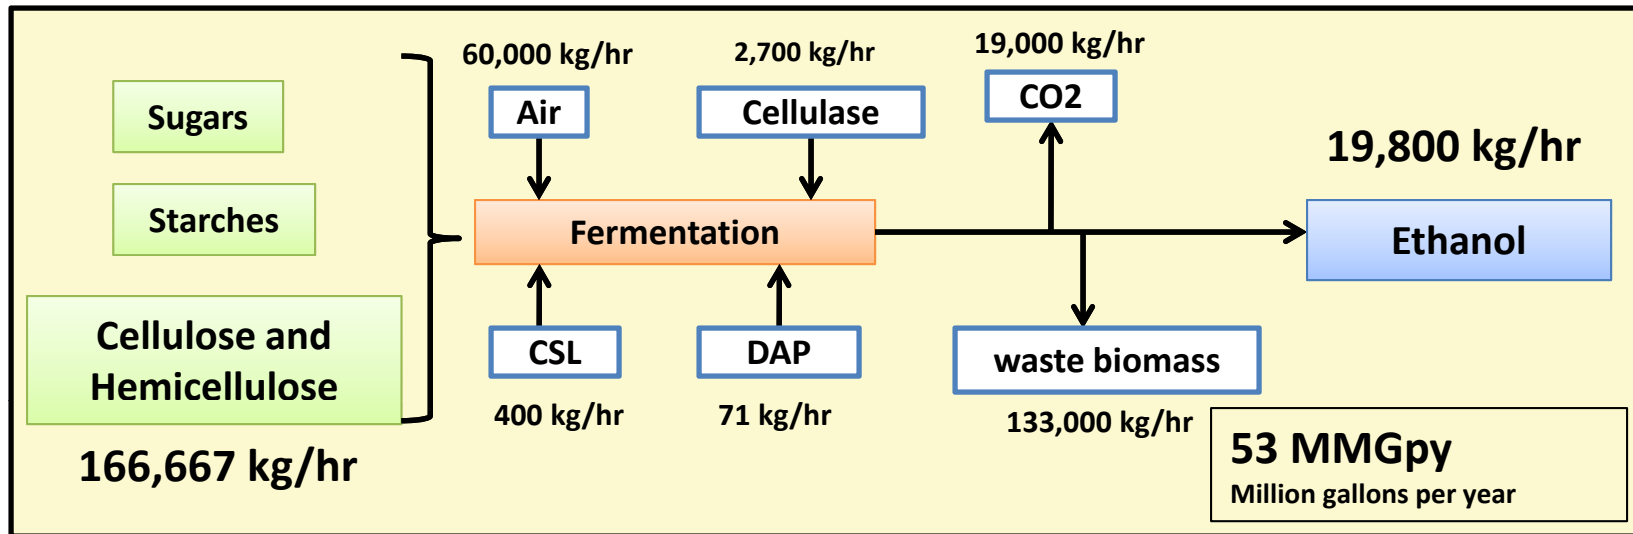 Sugars
Starches
Cellulose and
Hemicellulose
166,667 kg/hr
60,000 kg/hr
Air
2,700 kg/hr
Cellulase
Fermentation
CSL
400 kg/hr
DAP
71 kg/hr
19,000 kg/hr
CO2
waste biomass
133,000 kg/hr
19,800 kg/hr
Ethanol
53 MMGpy
Million gallons per year